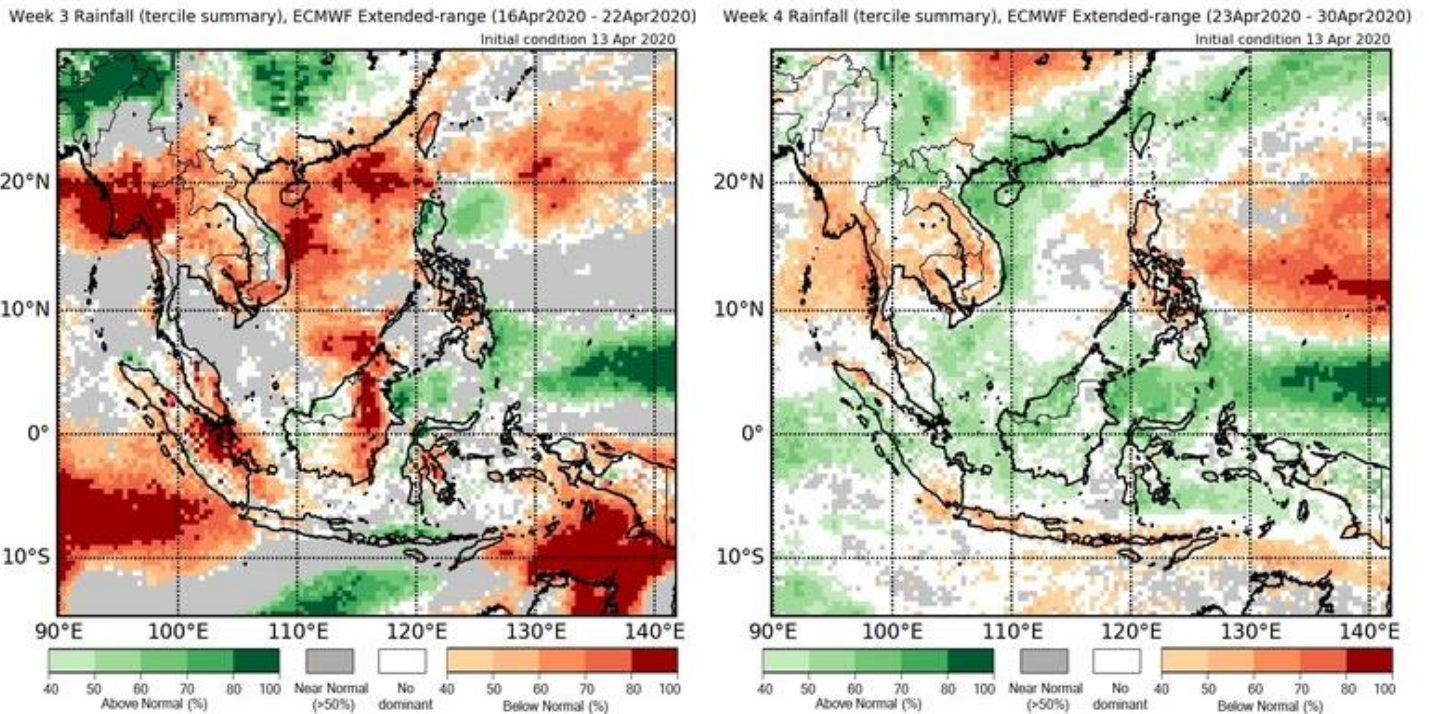 Week 3 Rainfall (tercile summary), ECMWF Extended-range (16Apr2020 - 22Apr2020)
Initial condition 13 Apr 2020
20°N
10°N
0°
10°S
90°E 100°E 110°E 120°E 130°E 140°E
40 50 60 70 80 100
Above Normal (%)
Near Normal
(>50%)
No
dominant
40 50 60 70 80 100
Below Normal (%)
Week 4 Rainfall (tercile summary), ECMWF Extended-range (23Apr2020 - 30Apr2020)
Initial condition 13 Apr 2020
20°N
10°N
0°
10°S
90°E 100°E 110°E 120°E 130°E 140°E
40 50 60 70 80 100
Above Normal (%)
Near Normal
(>50%)
No
dominant
40 50 60 70 80 100
Below Normal (%)